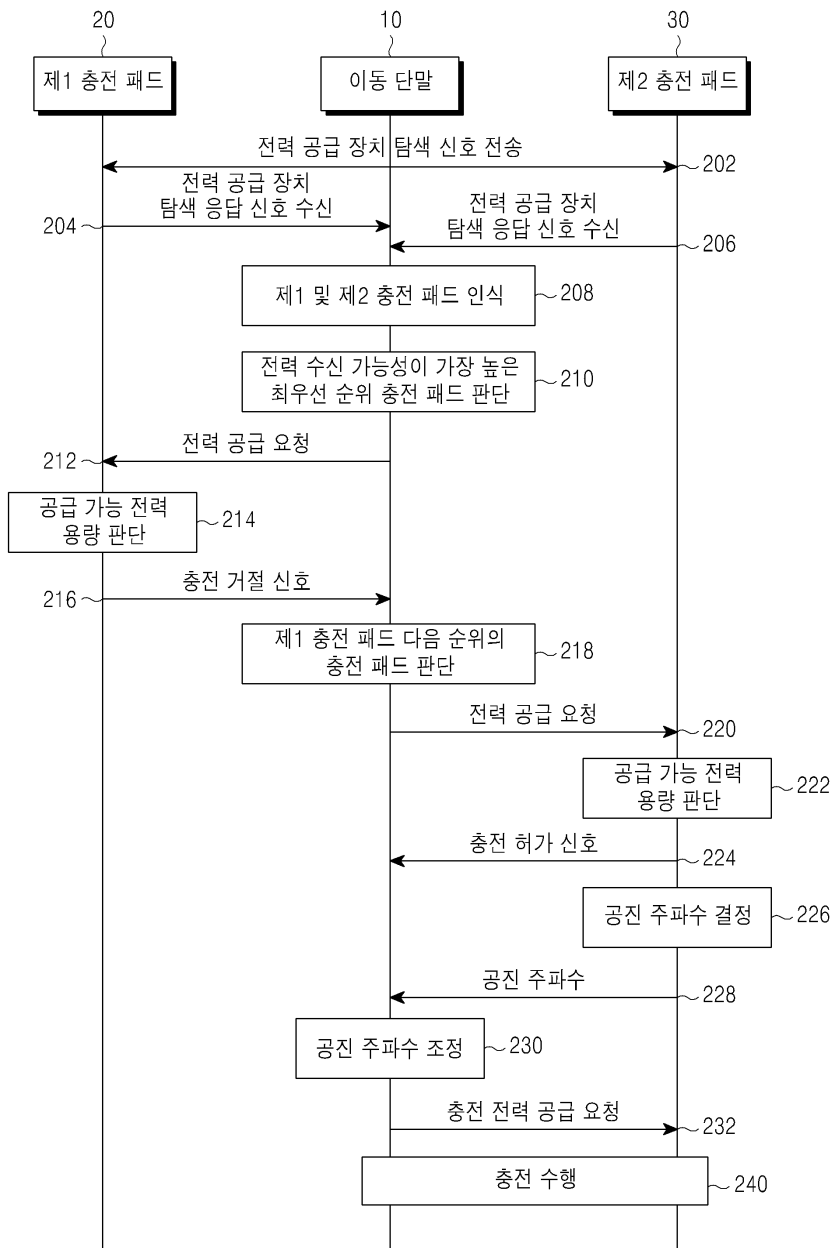 20
10
30
제1 충전 패드
이동 단말
제2 충전 패드
전력 공급 장치 탐색 신호 전송
202
전력 공급 장치
탐색 응답 신호 수신
204
전력 공급 장치
탐색 응답 신호 수신
206
제1 및 제2 충전 패드 인식
208
전력 수신 가능성이 가장 높은
최우선 순위 충전 패드 판단
210
전력 공급 요청
212
공급 가능 전력
용량 판단
214
충전 거절 신호
216
제1 충전 패드 다음 순위의
충전 패드 판단
218
전력 공급 요청
220
공급 가능 전력
용량 판단
222
충전 허가 신호
224
공진 주파수 결정
226
공진 주파수
228
공진 주파수 조정
230
충전 전력 공급 요청
232
충전 수행
240